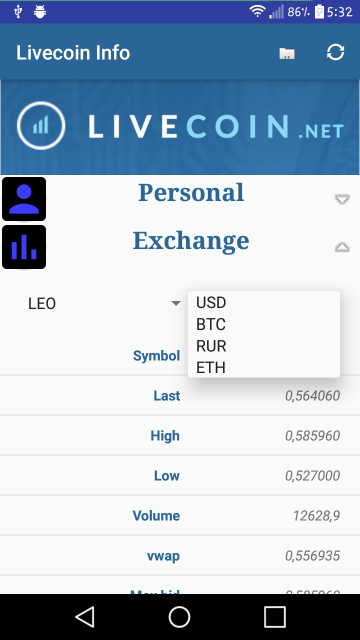 86% 5:32
Livecoin Info
LIVECOIN.NET
Personal
Exchange
LEO
USD
BTC
RUR
ETH
Symbol
Last 0,564060
High 0,585960
Low 0,527000
Volume 12628,9
vwap 0,556935